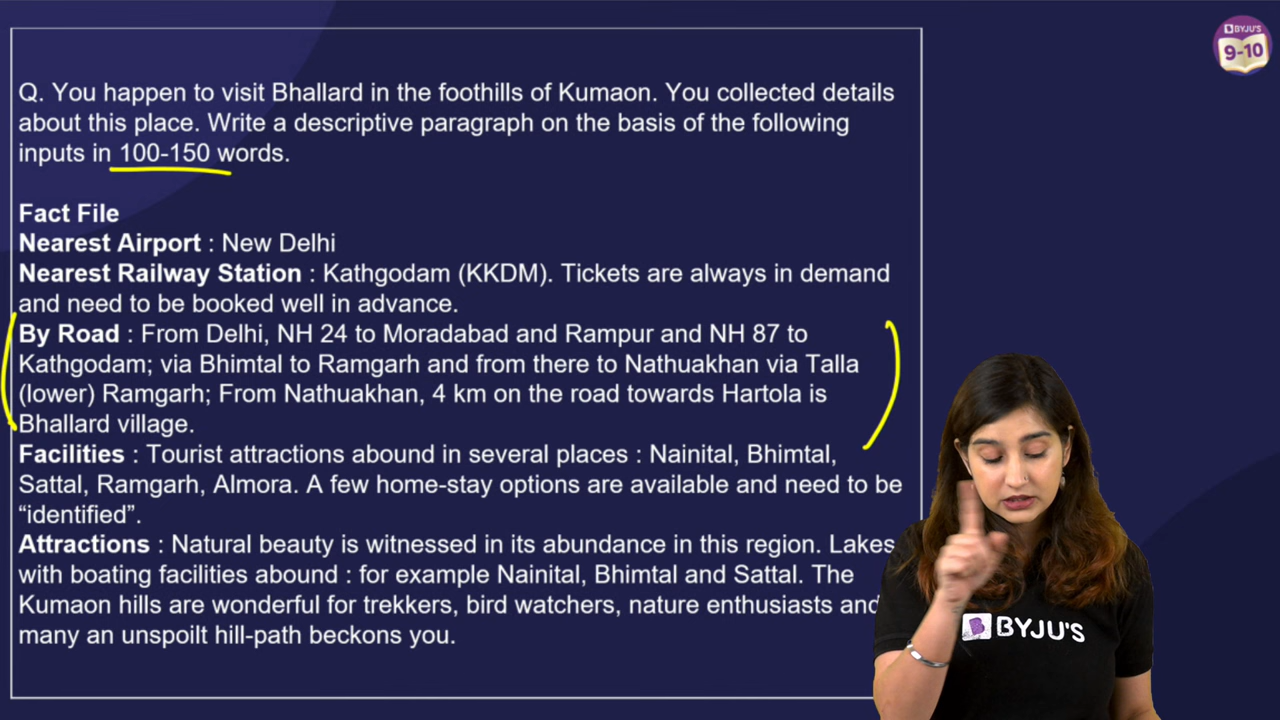 BYJU'S
9-10
Q. You happen to visit Bhallard in the foothills of Kumaon. You collected details
about this place. Write a descriptive paragraph on the basis of the following
inputs in 100-150 words.
Fact File
Nearest Airport : New Delhi
Nearest Railway Station : Kathgodam (KKDM). Tickets are always in demand
and need to be booked well in advance.
By Road : From Delhi, NH 24 to Moradabad and Rampur and NH 87 to
Kathgodam; via Bhimtal to Ramgarh and from there to Nathuakhan via Talla
(lower) Ramgarh; From Nathuakhan, 4 km on the road towards Hartola is
Bhallard village.
Facilities : Tourist attractions abound in several places : Nainital, Bhimtal,
Sattal, Ramgarh, Almora. A few home-stay options are available and need to be
“identified”.
Attractions : Natural beauty is witnessed in its abundance in this region. Lakes
with boating facilities abound : for example Nainital, Bhimtal and Sattal. The
Kumaon hills are wonderful for trekkers, bird watchers, nature enthusiasts and
many an unspoilt hill-path beckons you.
B BYJU'S